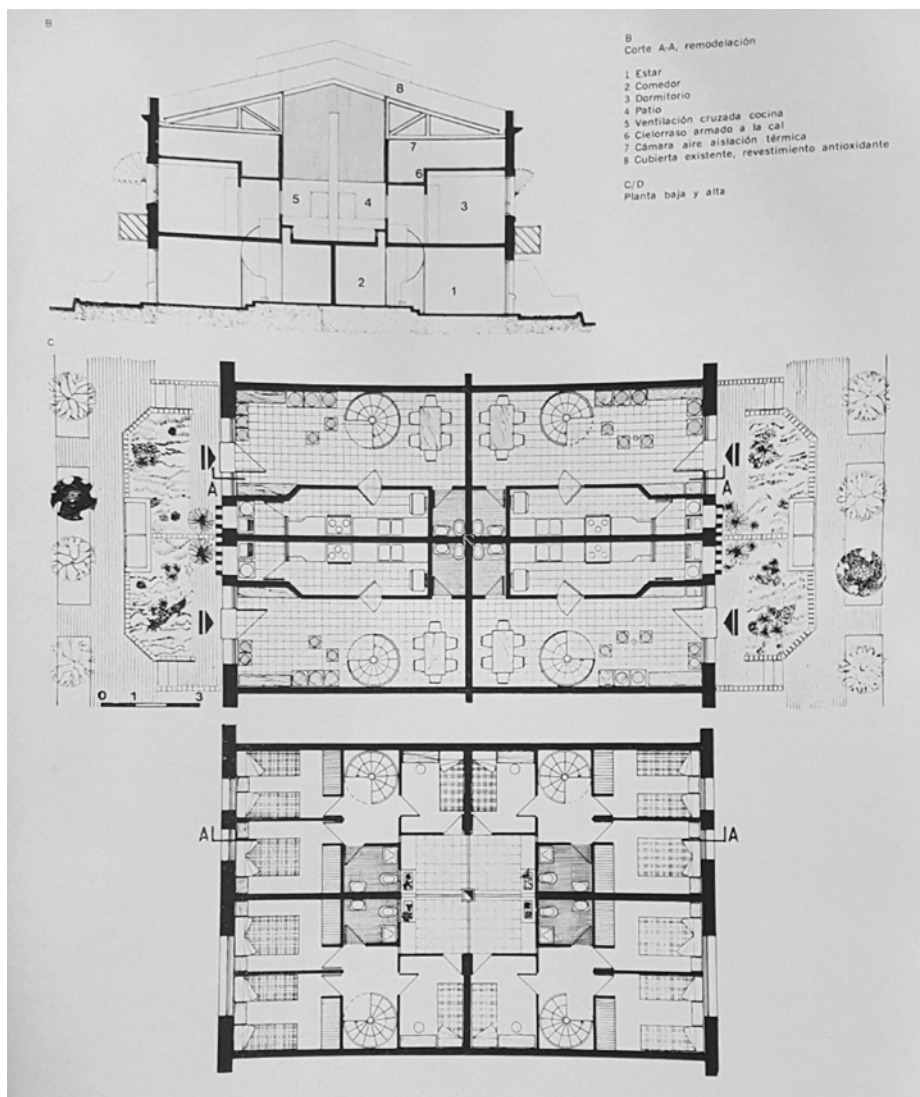 B
B
Corte A-A, remodelación
1 Estar
2 Comedor
3 Dormitorio
4 Patio
5 Ventilación cruzada cocina
6 Cielorraso armado a la cal
7 Cámara aire aislación térmica
8 Cubierta existente, revestimiento antioxidante
C/D
Planta baja y alta
8
7
6
5
4
3
2
1
C
A
A
0 1 3
A
A